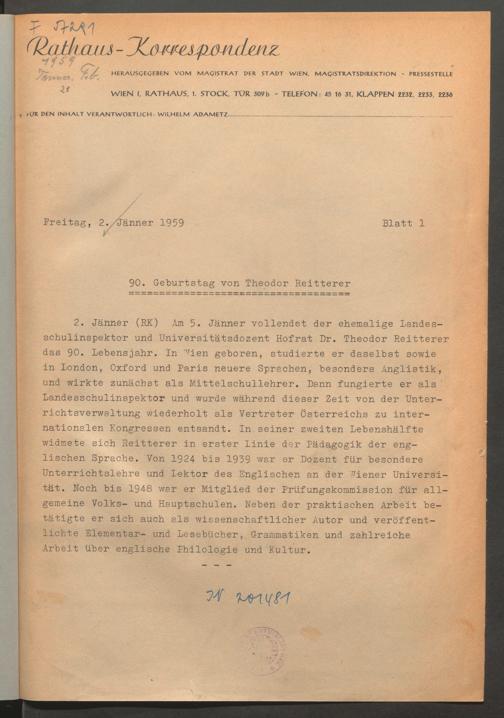 F 57291
Rathaus-Korrespondenz
1959
Jänner, Feb.
HERAUSGEGEBEN VOM MAGISTRAT DER STADT WIEN, MAGISTRATSDIREKTION - PRESSESTELLE
WIEN I, RATHAUS, 1. STOCK, TÜR 309 b - TELEFON: 45 16 31, KLAPPEN 2232, 2233, 2236
FÜR DEN INHALT VERANTWORTLICH: WILHELM ADAMETZ
Freitag, 2. Jänner 1959 Blatt 1
90. Geburtstag von Theodor Reitterer
==================================
2. Jänner (RK) Am 5. Jänner vollendet der ehemalige Landes-
schulinspektor und Universitätsdozent Hofrat Dr. Theodor Reitterer
das 90. Lebensjahr. In Wien geboren, studierte er daselbst sowie
in London, Oxford und Paris neuere Sprachen, besonders Anglistik,
und wirkte zunächst als Mittelschullehrer. Dann fungierte er als
Landesschulinspektor und wurde während dieser Zeit von der Unter-
richtsverwaltung wiederholt als Vertreter Österreichs zu inter-
nationalen Kongressen entsandt. In seiner zweiten Lebenshälfte
widmete sich Reitterer in erster Linie der Pädagogik der eng-
lischen Sprache. Von 1924 bis 1939 war er Dozent für besondere
Unterrichtslehre und Lektor des Englischen an der Wiener Universi-
tät. Noch bis 1948 war er Mitglied der Prüfungskommission für all-
gemeine Volks- und Hauptschulen. Neben der praktischen Arbeit be-
tätigte er sich auch als wissenschaftlicher Autor und veröffent-
lichte Elementar- und Lesebücher, Grammatiken und zahlreiche
Arbeit über englische Philologie und Kultur.
- - -
JN 201481